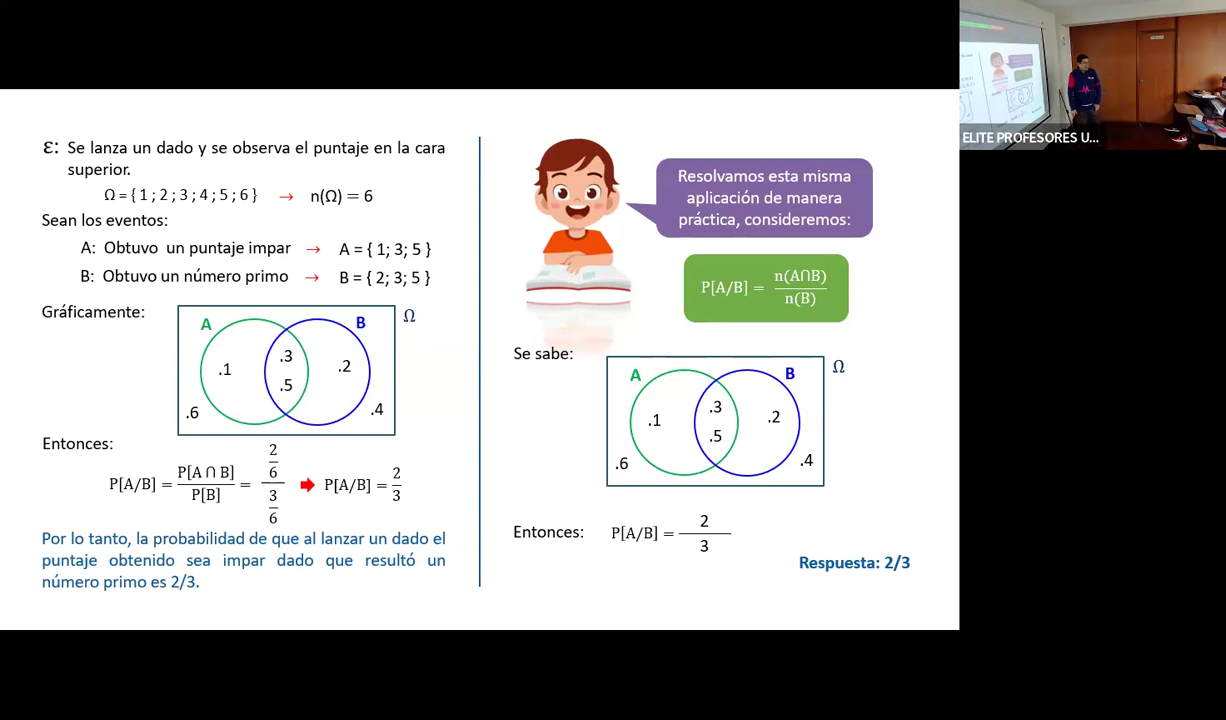 ε: Se lanza un dado y se observa el puntaje en la cara
superior.
Ω = { 1 ; 2 ; 3 ; 4 ; 5 ; 6 } → n(Ω) = 6
Sean los eventos:
A: Obtuvo un puntaje impar → A = { 1; 3; 5 }
B: Obtuvo un número primo → B = { 2; 3; 5 }
Gráficamente:
A B Ω
.1 .3 .2
.5
.6 .4
Entonces:
P[A/B] = P[A ∩ B] / P[B] = 2/6 / 3/6 P[A/B] = 2/3
Por lo tanto, la probabilidad de que al lanzar un dado el
puntaje obtenido sea impar dado que resultó un
número primo es 2/3.
Resolvamos esta misma
aplicación de manera
práctica, consideremos:
P[A/B] = n(A∩B) / n(B)
Se sabe:
A B Ω
.1 .3 .2
.5
.6 .4
Entonces: P[A/B] = 2 / 3
Respuesta: 2/3
ELITE PROFESORES U...